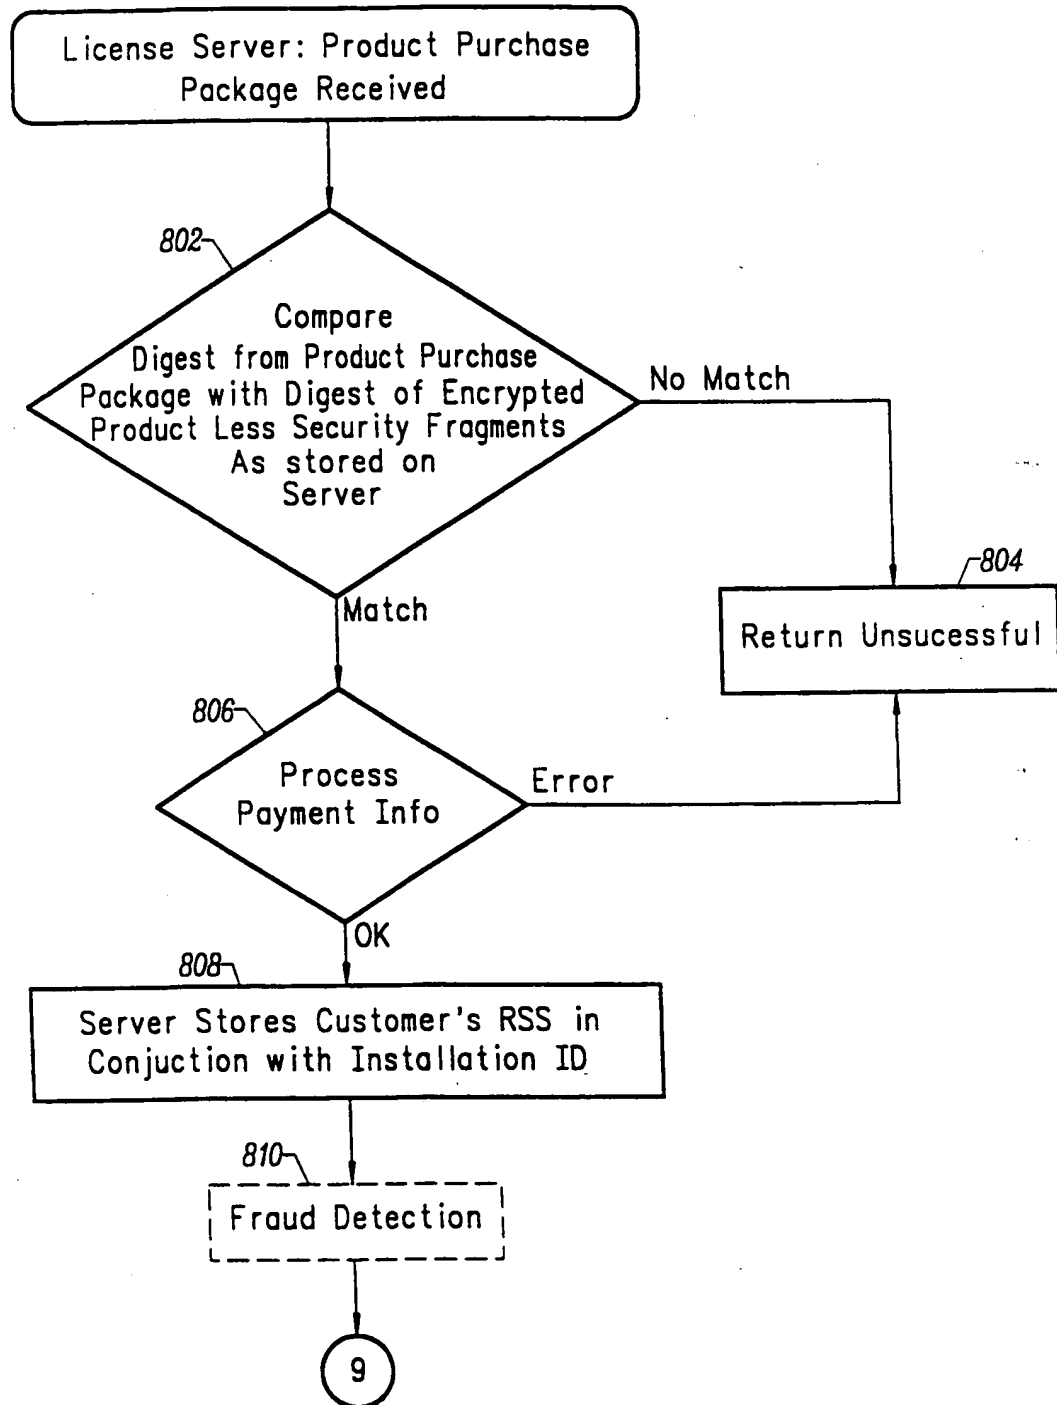 License Server: Product Purchase
Package Received
802
Compare
Digest from Product Purchase
Package with Digest of Encrypted
Product Less Security Fragments
As stored on
Server
No Match
804
Return Unsucessful
Match
806
Process
Payment Info
Error
OK
808
Server Stores Customer's RSS in
Conjuction with Installation ID
810
Fraud Detection
9